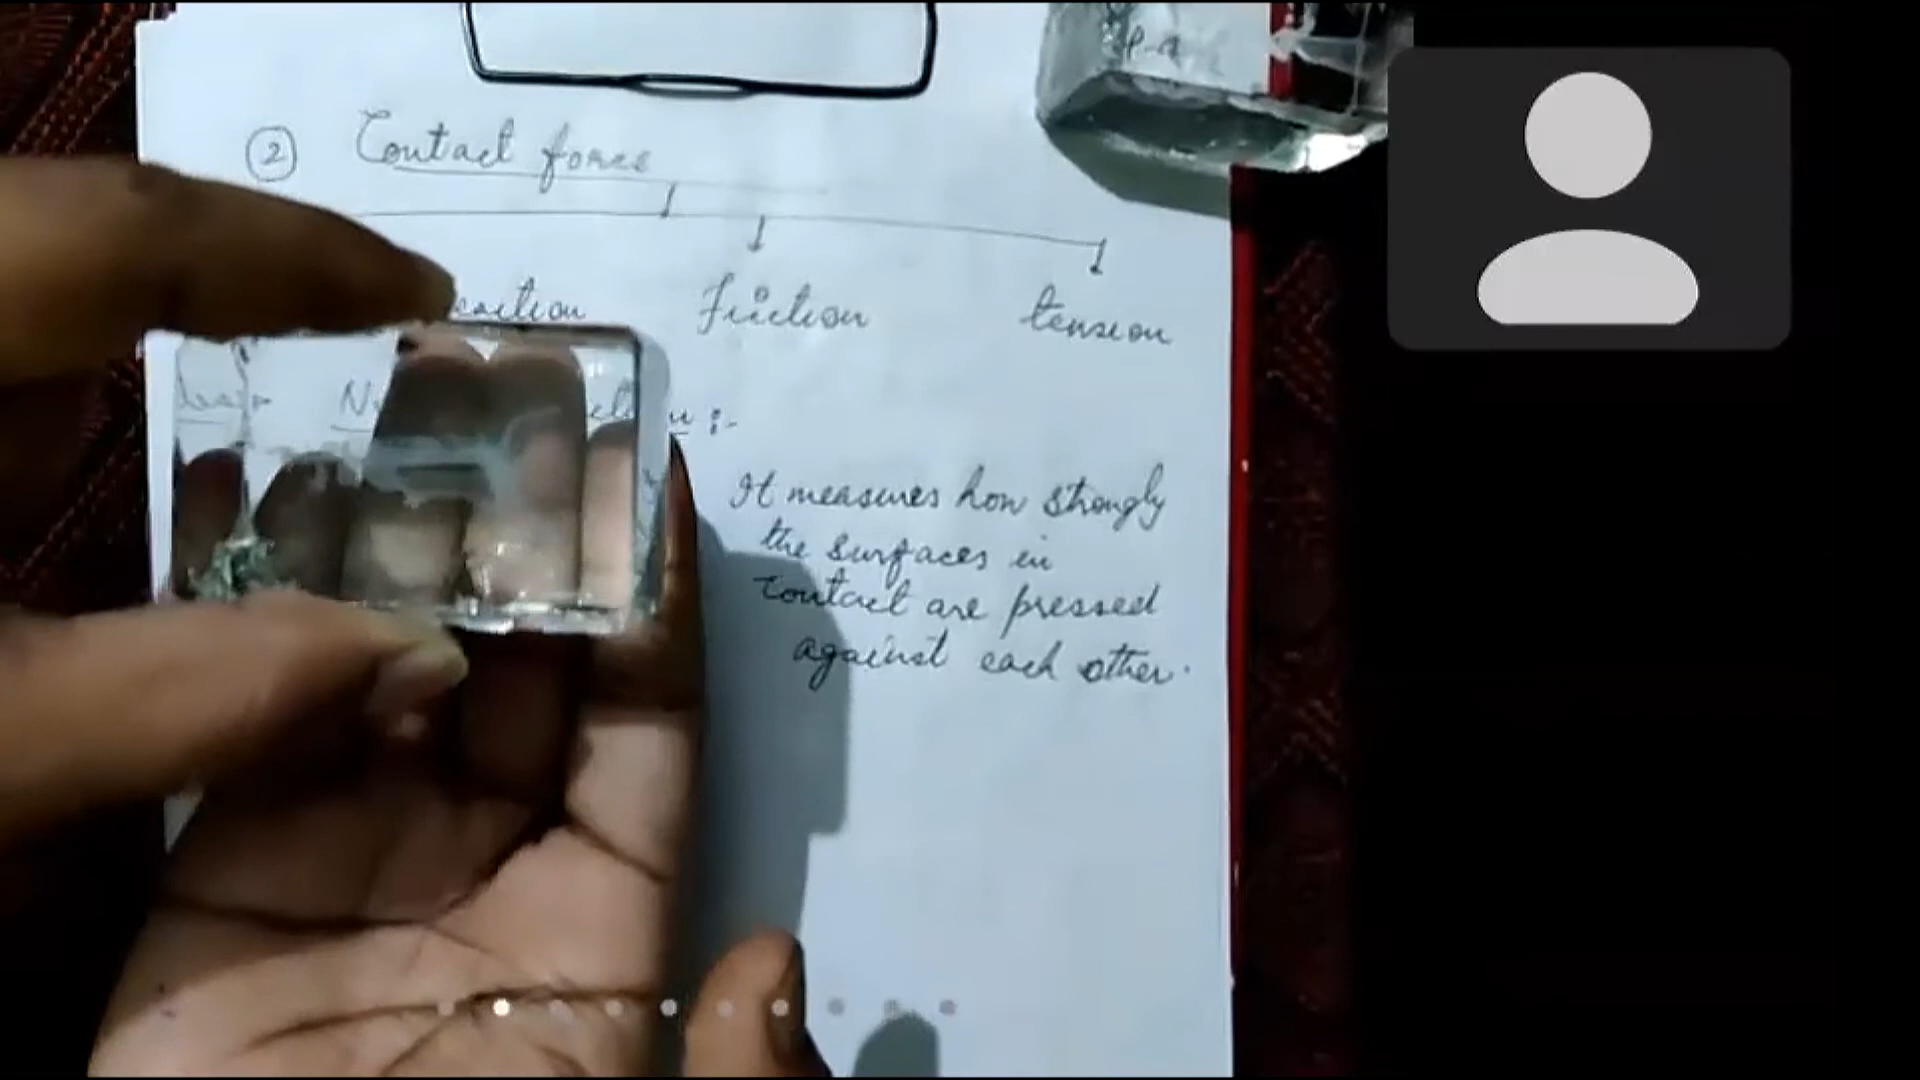 ② Contact force
Friction tension
:-
It measures how strongly
the surfaces in
contact are pressed
against each other.